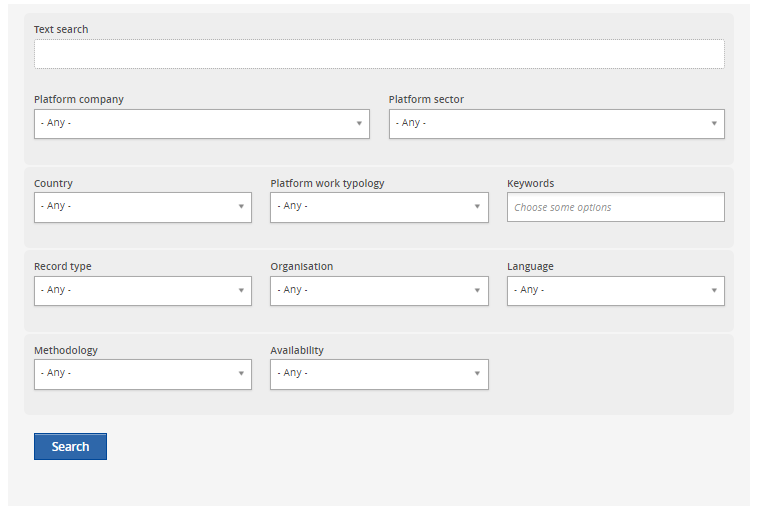 Text search
Platform company Platform sector
- Any - - Any -
Country Platform work typology Keywords
- Any - - Any - Choose some options
Record type Organisation Language
- Any - - Any - - Any -
Methodology Availability
- Any - - Any -
Search